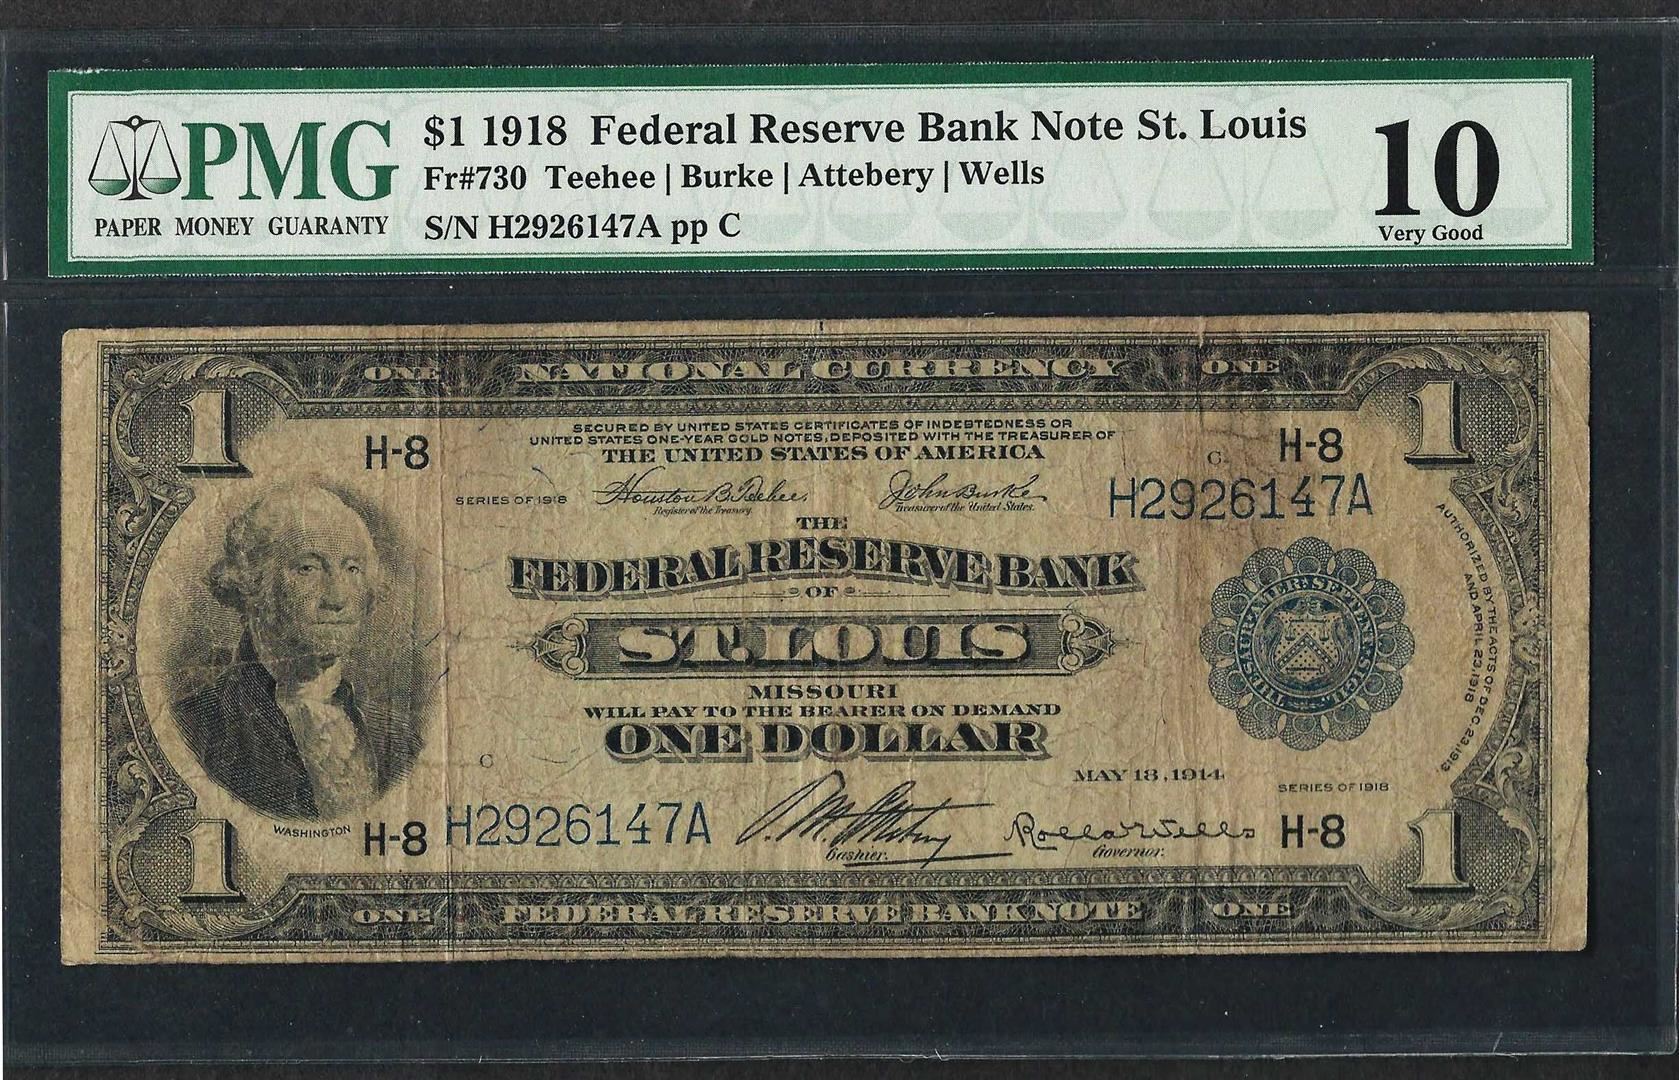 PMG
PAPER MONEY GUARANTY
$1 1918 Federal Reserve Bank Note St. Louis
Fr#730 Teehee | Burke | Attebery | Wells
S/N H2926147A pp C
10
Very Good
ONE NATIONAL CURRENCY ONE
1 1
SECURED BY UNITED STATES CERTIFICATES OF INDEBTEDNESS OR
UNITED STATES ONE-YEAR GOLD NOTES, DEPOSITED WITH THE TREASURER OF
THE UNITED STATES OF AMERICA
H-8 C H-8
SERIES OF 1918 Houston B. Teehee John Burke H2926147A
Register of the Treasury. Treasurer of the United States.
THE
FEDERAL RESERVE BANK
OF
ST. LOUIS
MISSOURI
WILL PAY TO THE BEARER ON DEMAND
ONE DOLLAR
AUTHORIZED BY THE ACTS OF DEC. 23, 1913,
AND APRIL 23, 1918
C
MAY 18, 1914
SERIES OF 1918
WASHINGTON H-8 H2926147A Rolla Wells H-8
Cashier. Governor.
1 1
ONE FEDERAL RESERVE BANK NOTE ONE